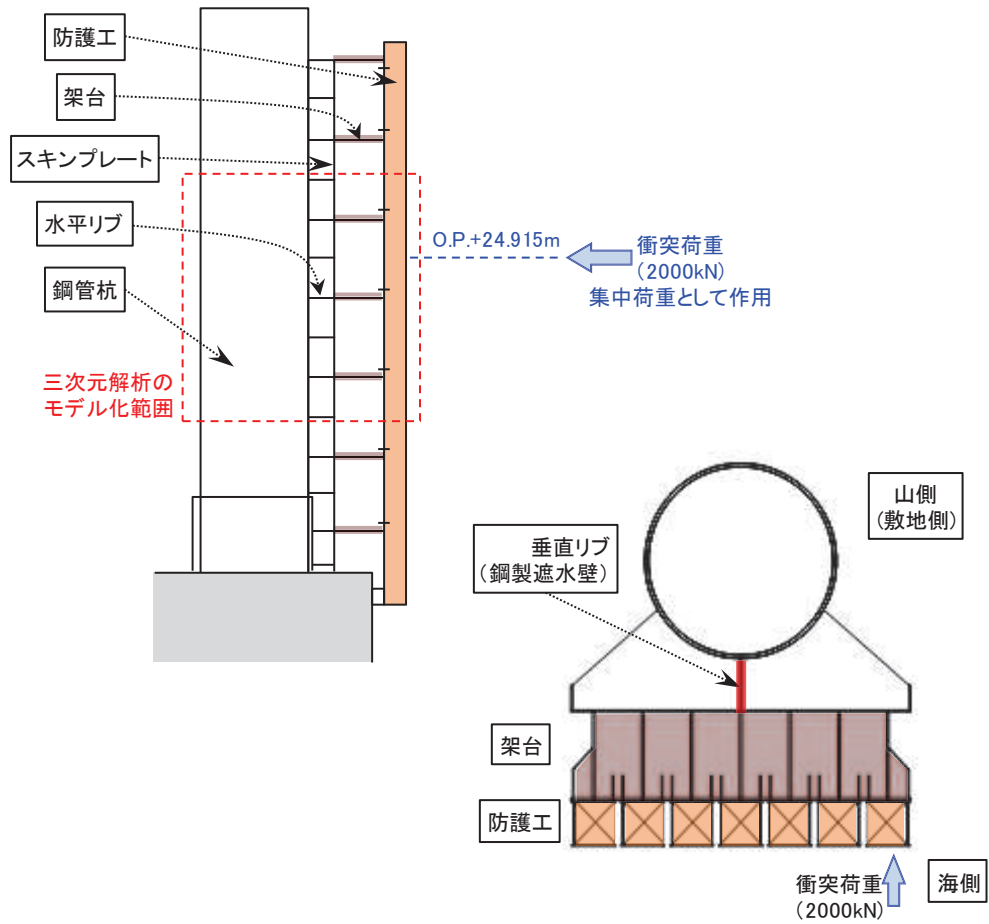 防護工
架台
スキンプレート
水平リブ
鋼管杭
三次元解析の
モデル化範囲
O.P.+24.915m
衝突荷重
(2000kN)
集中荷重として作用
山側
(敷地側)
垂直リブ
(鋼製遮水壁)
架台
防護工
衝突荷重
(2000kN)
海側